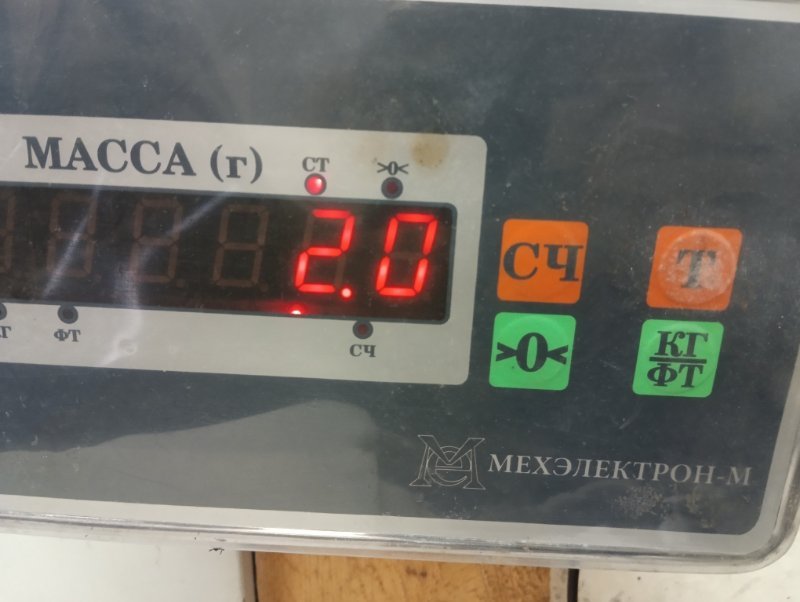 МАССА (г)
СТ
>0<
2.0
ФТ
СЧ
СЧ
Т
>0<
КГ
ФТ
МЕХЭЛЕКТРОН-М